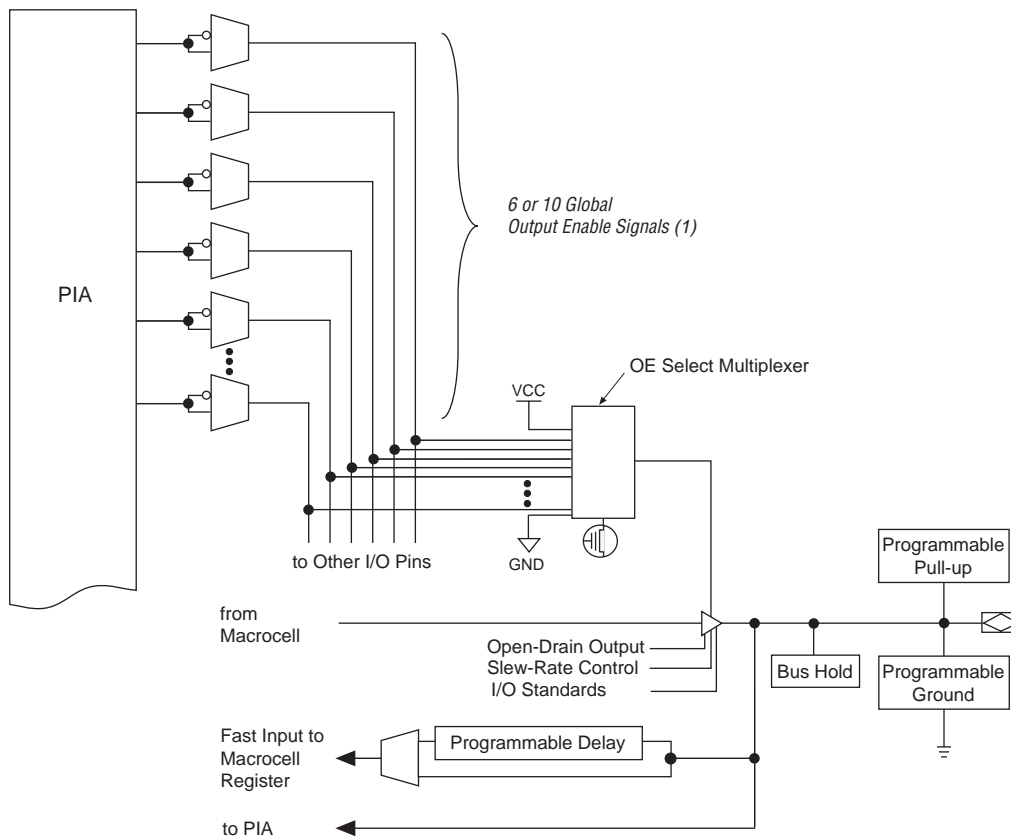 6 or 10 Global
Output Enable Signals (1)
PIA
OE Select Multiplexer
VCC
to Other I/O Pins
GND
Programmable
Pull-up
from
Macrocell
Open-Drain Output
Slew-Rate Control
I/O Standards
Bus Hold
Programmable
Ground
Fast Input to
Macrocell
Register
Programmable Delay
to PIA